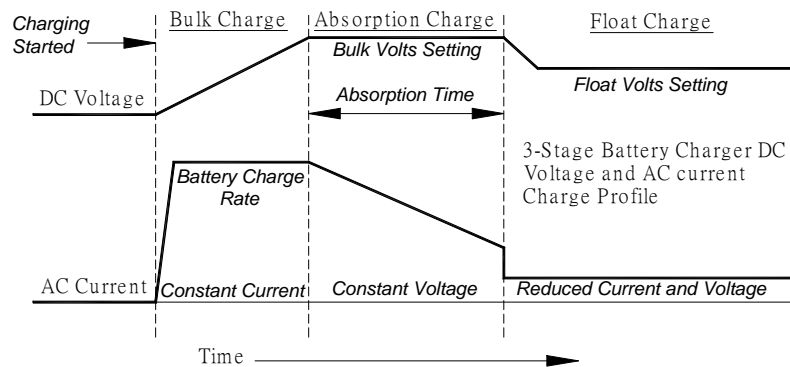 Charging
Started
Bulk Charge
Absorption Charge
Float Charge
Bulk Volts Setting
Float Volts Setting
DC Voltage
Absorption Time
3-Stage Battery Charger DC
Voltage and AC current
Charge Profile
Battery Charge
Rate
AC Current
Constant Current
Constant Voltage
Reduced Current and Voltage
Time